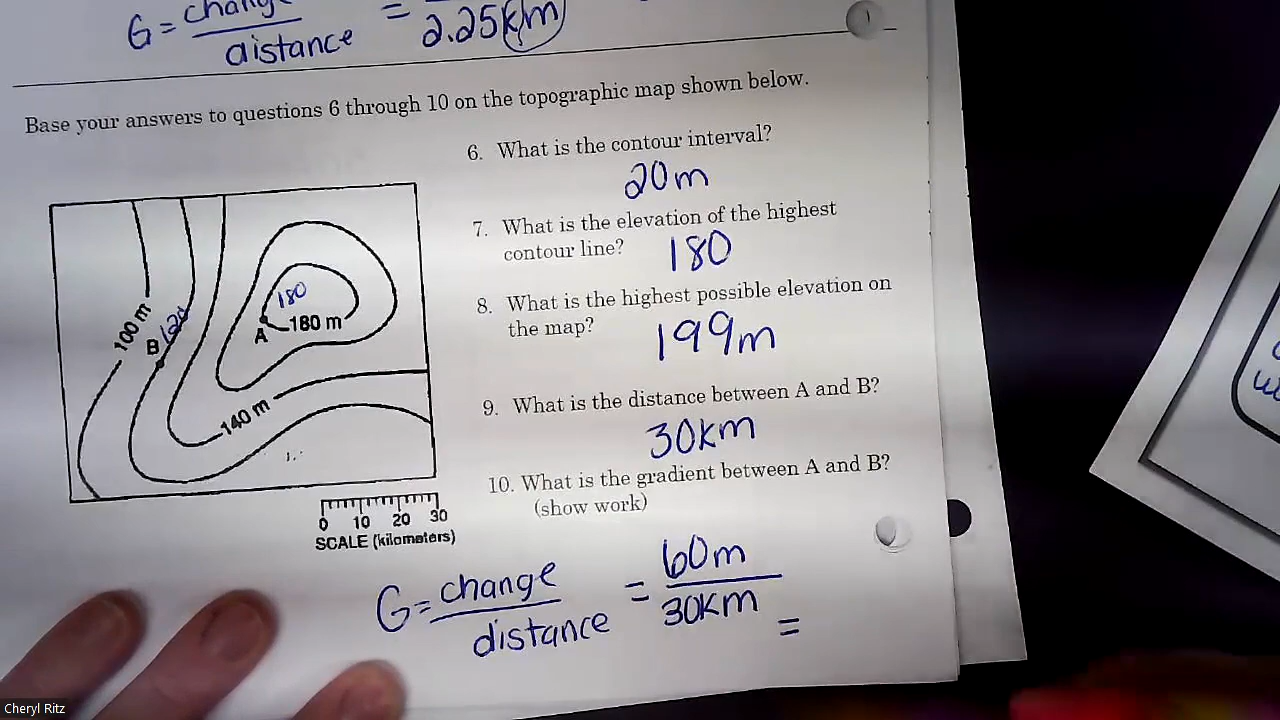 G = change / distance = 2.25km
Base your answers to questions 6 through 10 on the topographic map shown below.
6. What is the contour interval?
20m
7. What is the elevation of the highest
contour line? 180
8. What is the highest possible elevation on
the map? 199m
9. What is the distance between A and B?
30km
10. What is the gradient between A and B?
(show work)
G = change / distance = 60m / 30km =
100 m
B 120
180
A 180 m
140 m
0 10 20 30
SCALE (kilometers)
Cheryl Ritz